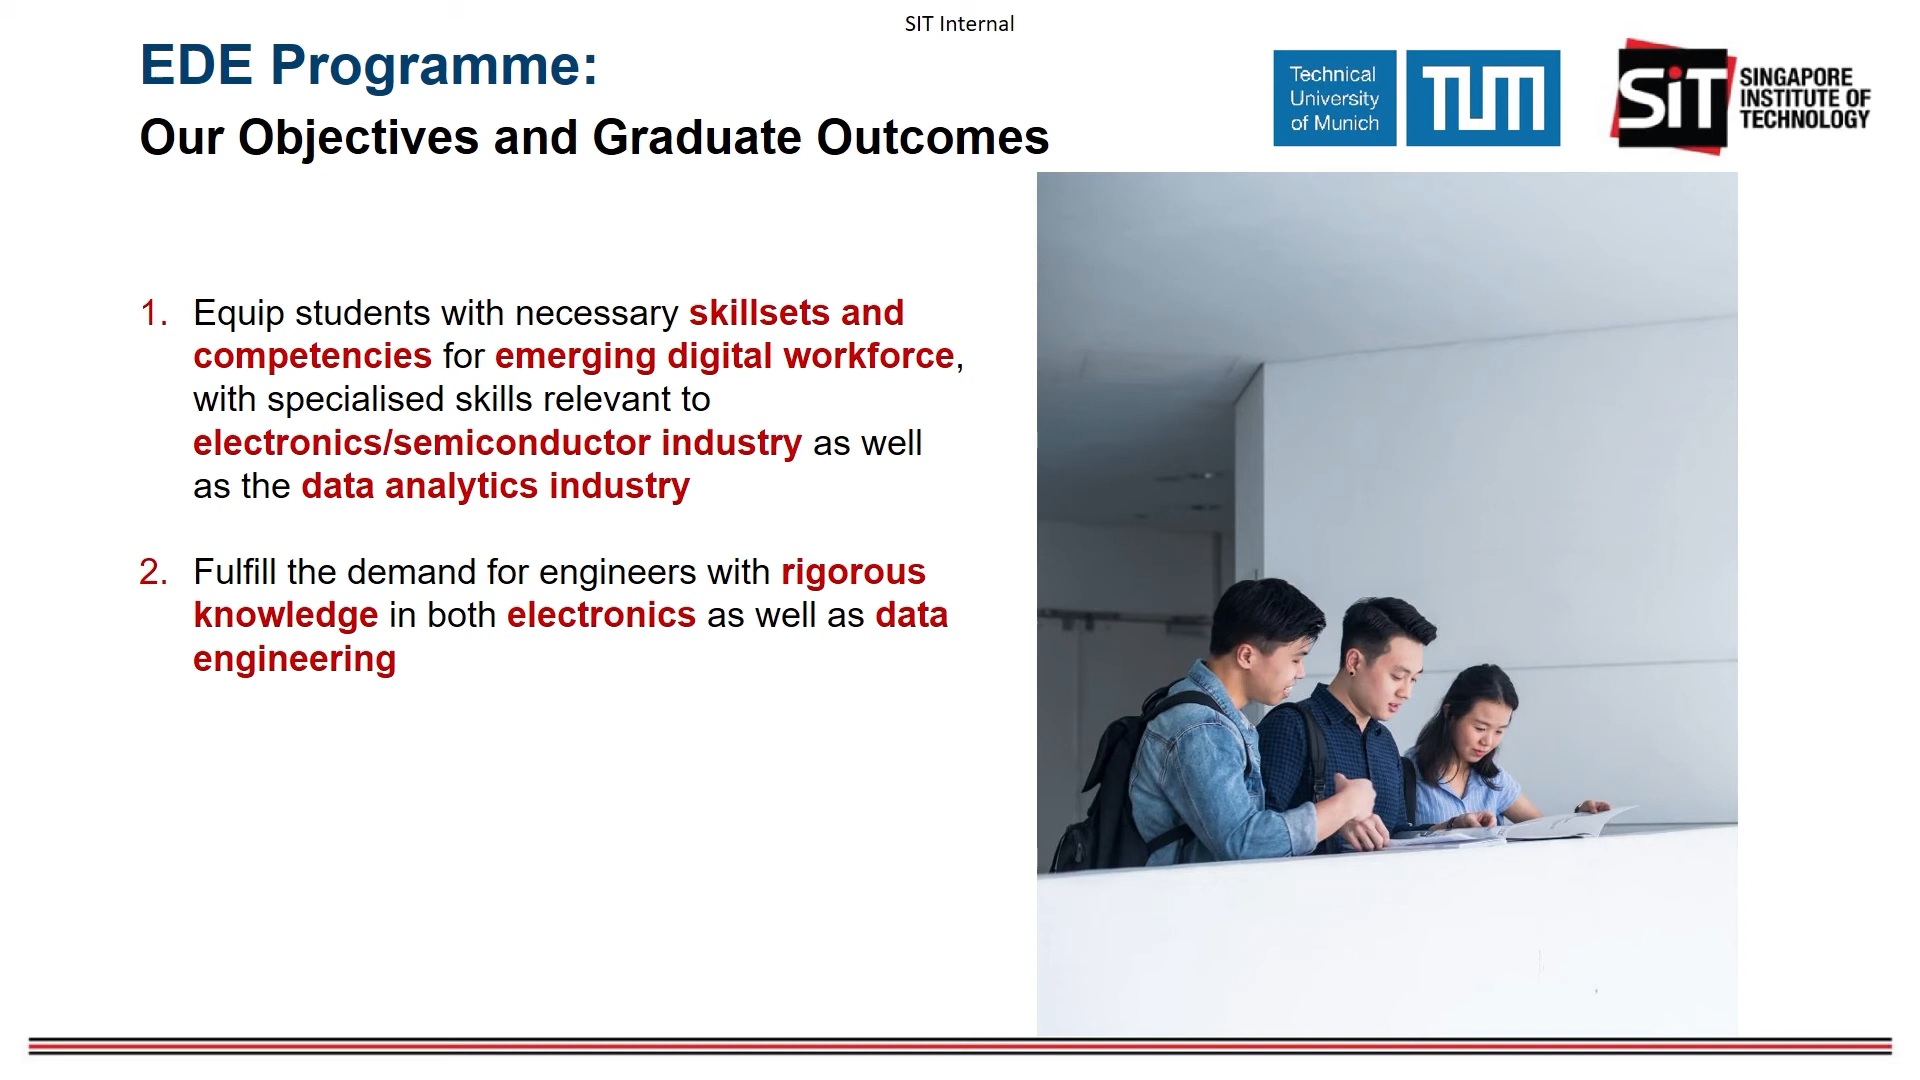 SIT Internal
EDE Programme:
Our Objectives and Graduate Outcomes
Technical
University
of Munich
TUM
SiT
SINGAPORE
INSTITUTE OF
TECHNOLOGY
1. Equip students with necessary skillsets and
competencies for emerging digital workforce,
with specialised skills relevant to
electronics/semiconductor industry as well
as the data analytics industry
2. Fulfill the demand for engineers with rigorous
knowledge in both electronics as well as data
engineering